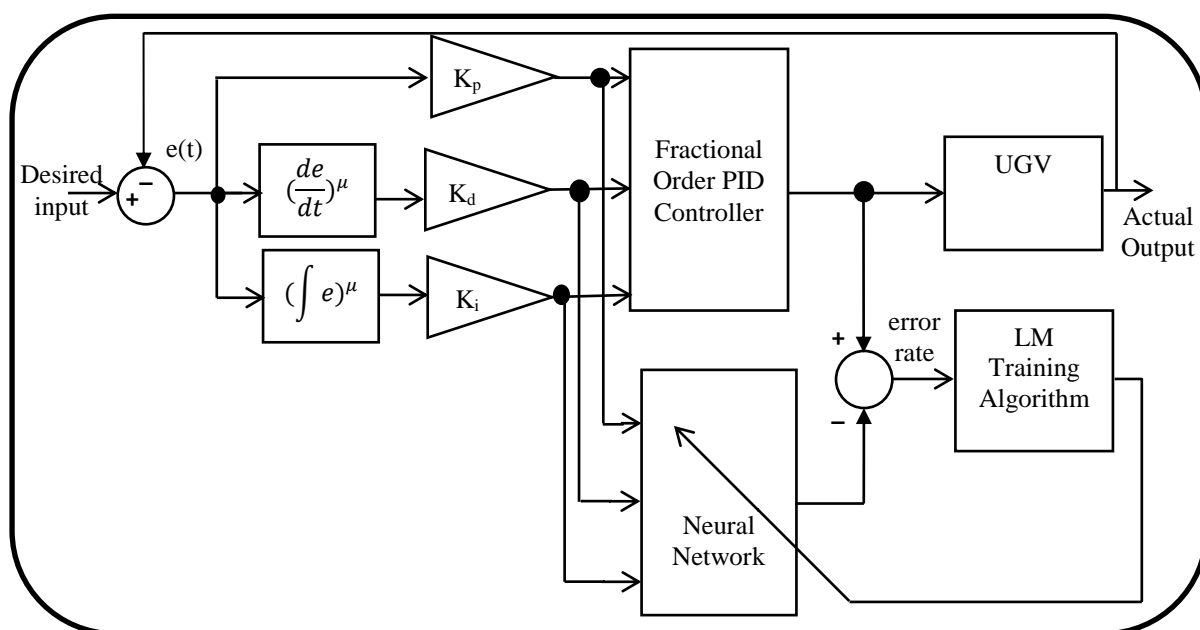 Desired
input
+
−
e(t)
K_p
(de/dt)^μ
K_d
(∫ e)^μ
K_i
Fractional
Order PID
Controller
UGV
Actual
Output
+
−
error
rate
LM
Training
Algorithm
Neural
Network